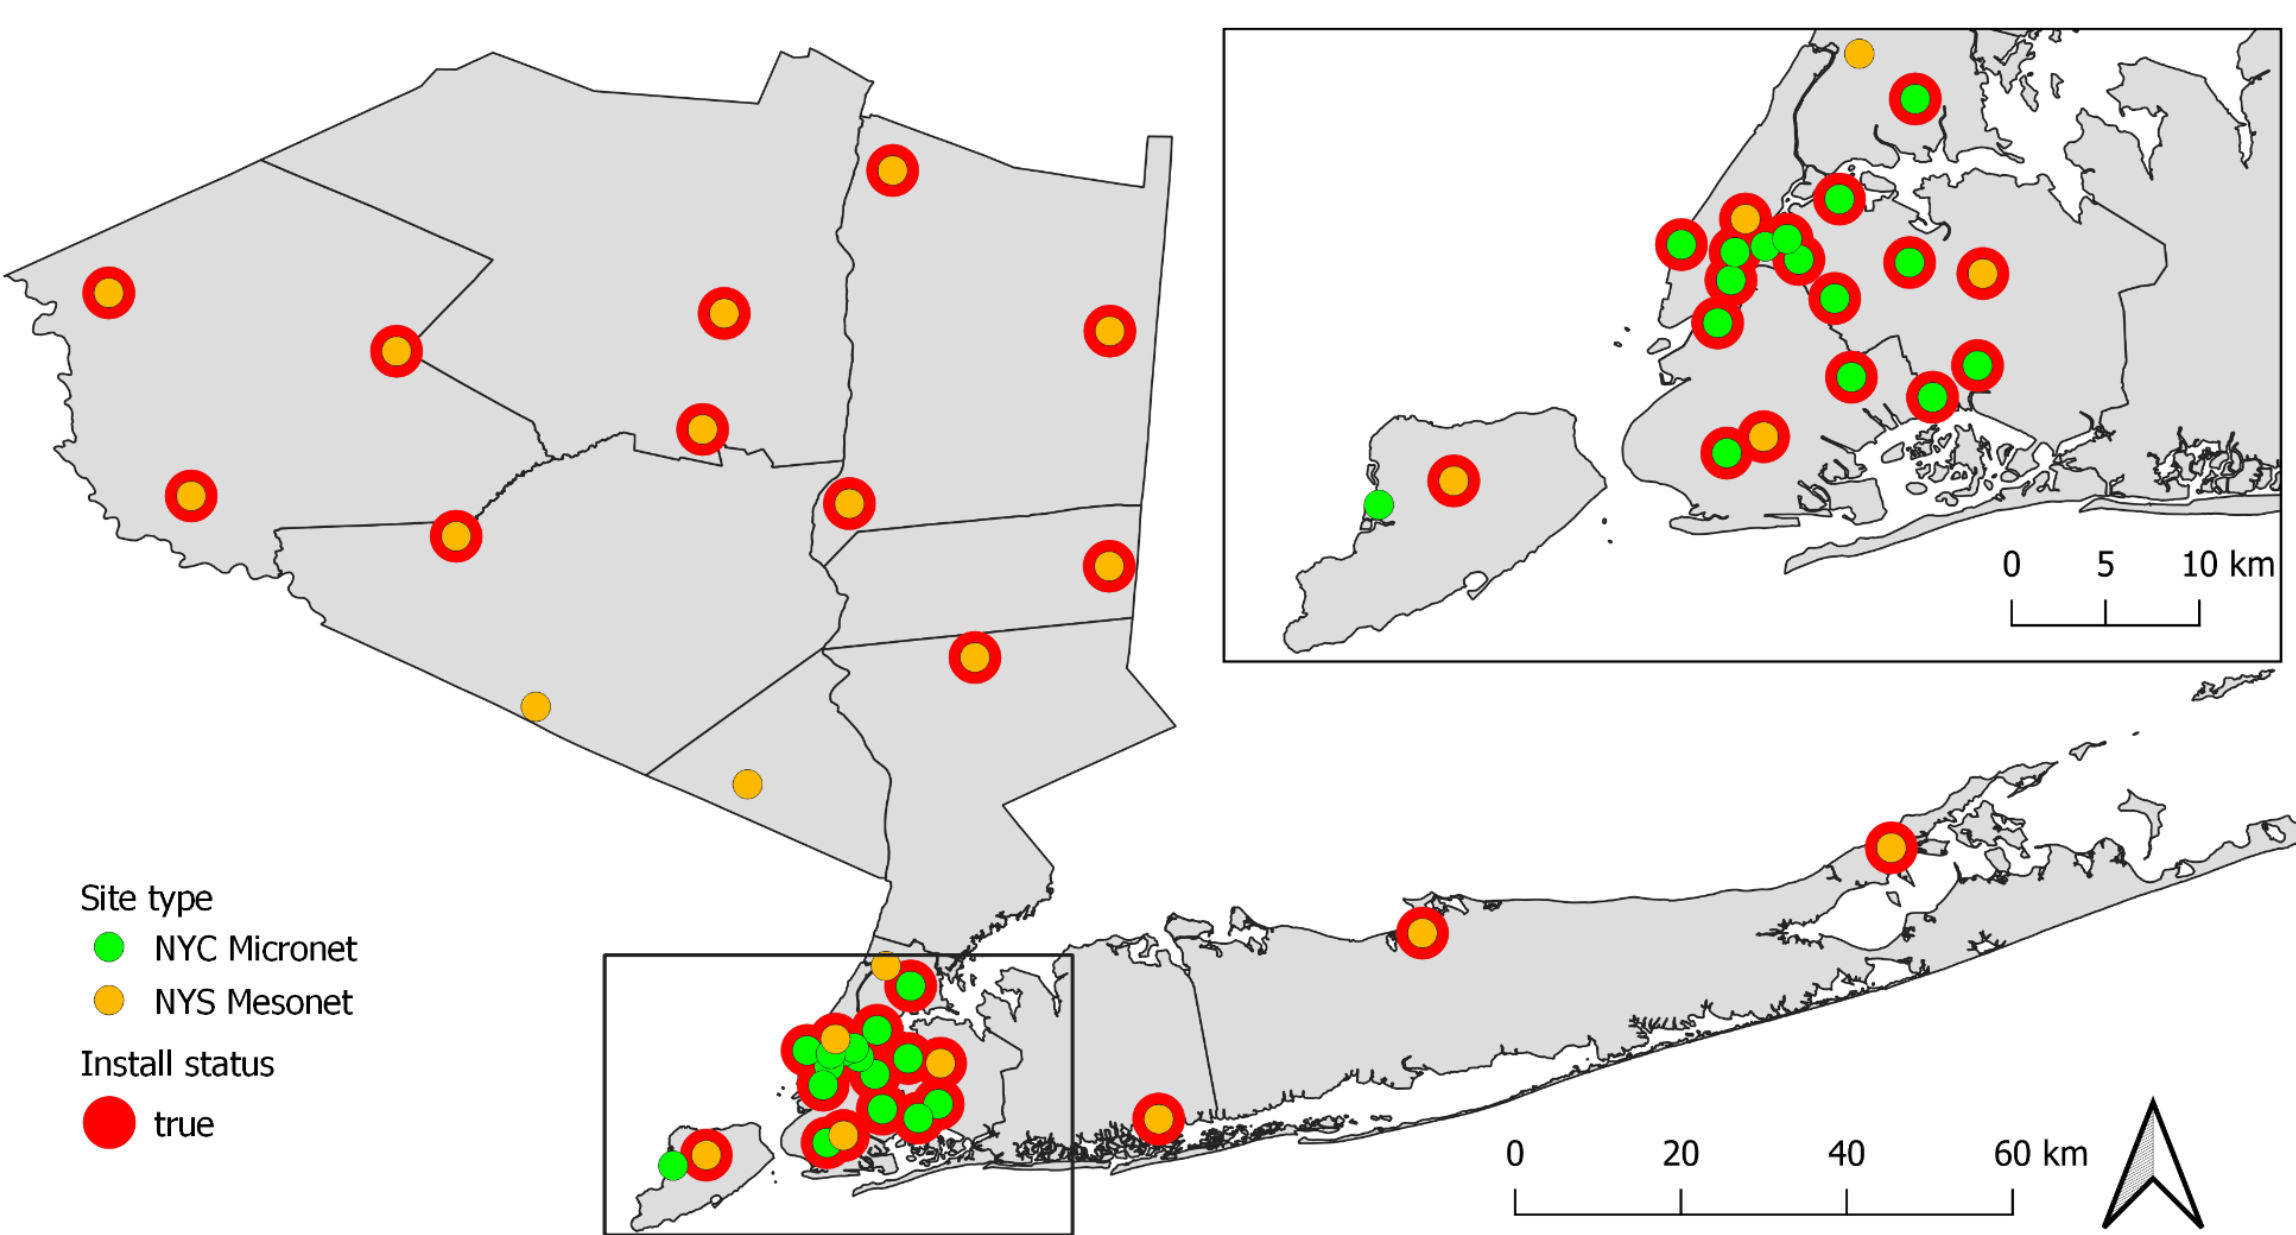 0 5 10 km
Site type
NYC Micronet
NYS Mesonet
Install status
true
0 20 40 60 km